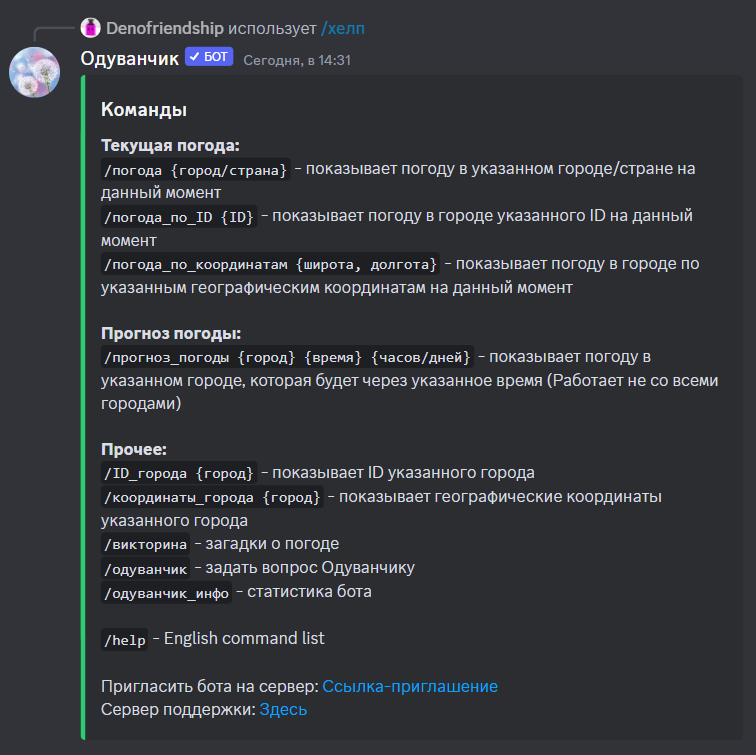 Denofriendship использует /хелп
Одуванчик ✓ БОТ Сегодня, в 14:31
Команды
Текущая погода:
/погода {город/страна} - показывает погоду в указанном городе/стране на
данный момент
/погода_по_ID {ID} - показывает погоду в городе указанного ID на данный
момент
/погода_по_координатам {широта, долгота} - показывает погоду в городе по
указанным географическим координатам на данный момент
Прогноз погоды:
/прогноз_погоды {город} {время} {часов/дней} - показывает погоду в
указанном городе, которая будет через указанное время (Работает не со всеми
городами)
Прочее:
/ID_города {город} - показывает ID указанного города
/координаты_города {город} - показывает географические координаты
указанного города
/викторина - загадки о погоде
/одуванчик - задать вопрос Одуванчику
/одуванчик_инфо - статистика бота
/help - English command list
Пригласить бота на сервер: Ссылка-приглашение
Сервер поддержки: Здесь